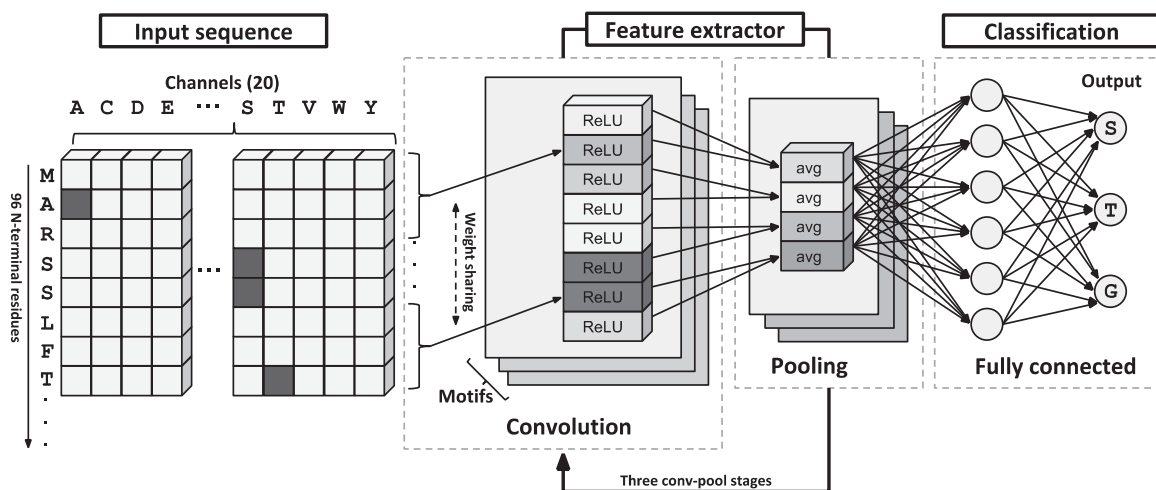 Input sequence
Feature extractor
Classification
Channels (20)
A C D E ··· S T V W Y
96 N-terminal residues
M
A
R
S
S
L
F
T
...
Weight sharing
ReLU
ReLU
ReLU
ReLU
ReLU
ReLU
ReLU
ReLU
Motifs
Convolution
avg
avg
avg
avg
Pooling
Output
S
T
G
Fully connected
Three conv-pool stages